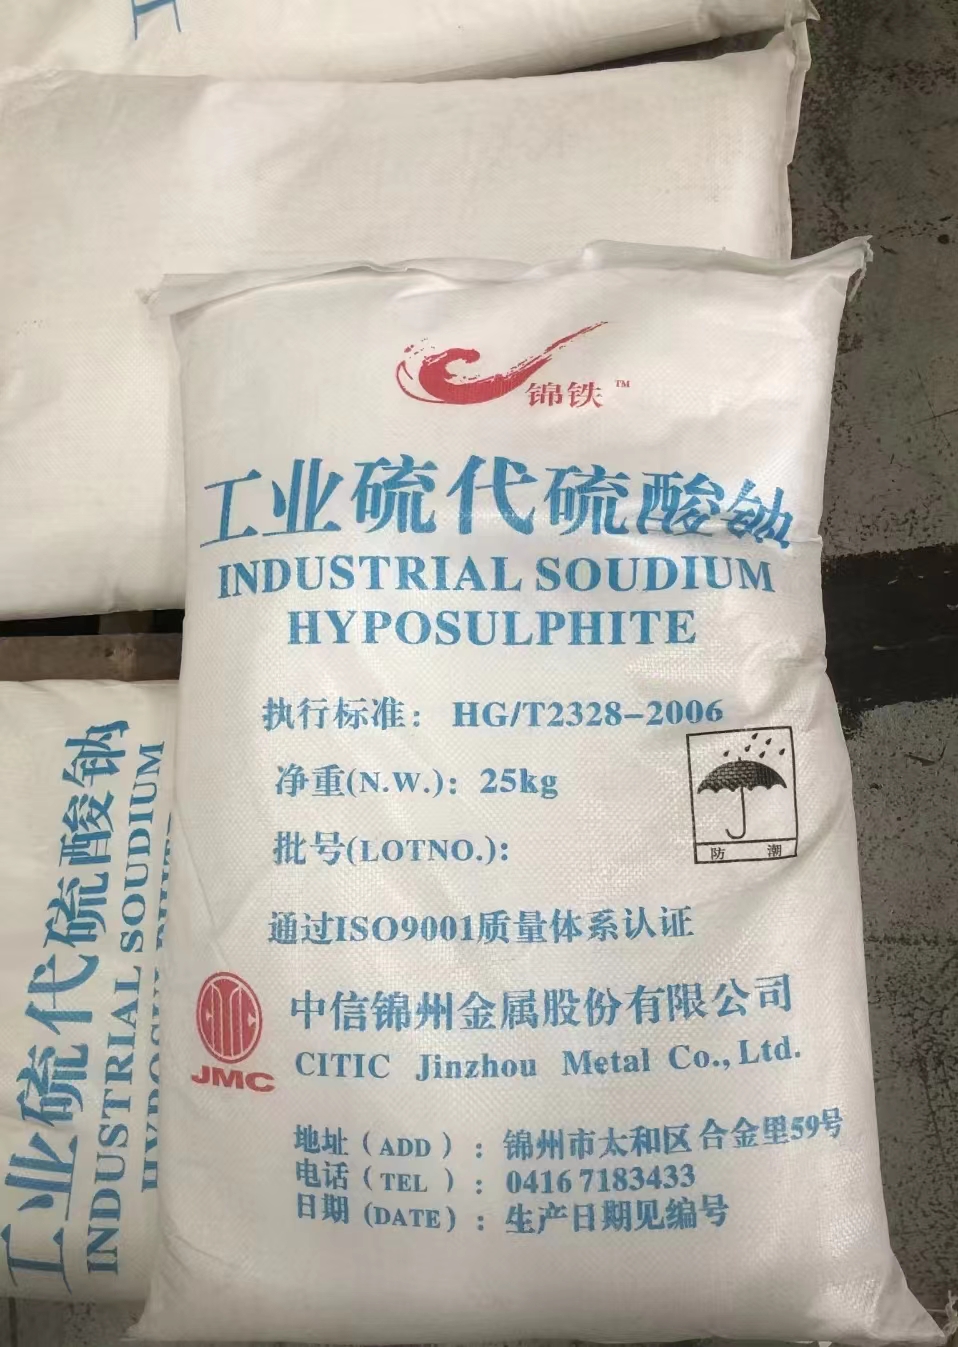 锦铁™
工业硫代硫酸钠
INDUSTRIAL SOUDIUM
HYPOSULPHITE
执行标准：HG/T2328-2006
净重(N.W.)：25kg
批号(LOTNO.):
防 潮
通过ISO9001质量体系认证
中信锦州金属股份有限公司
JMC
CITIC Jinzhou Metal Co., Ltd.
地址（ADD）：锦州市太和区合金里59号
电话（TEL）：0416 7183433
日期（DATE）：生产日期见编号
工业硫代硫酸钠
INDUSTRIAL SOUDIUM